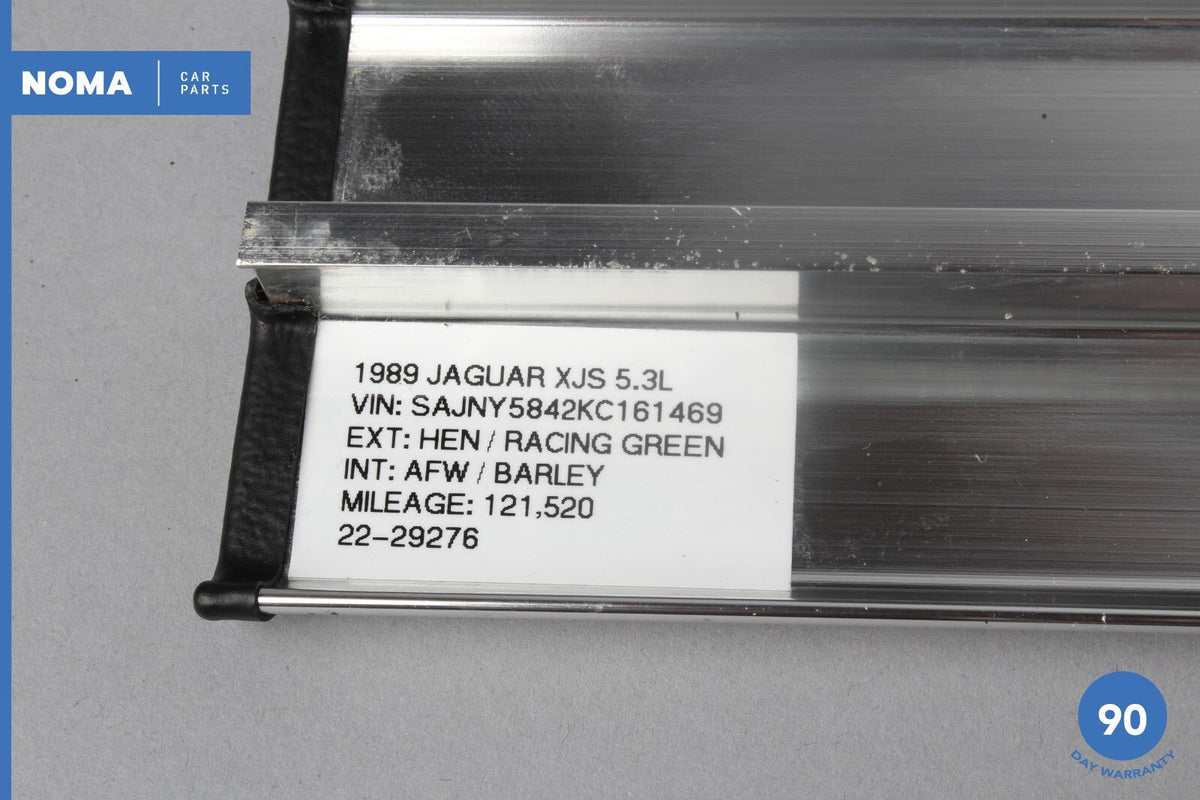 NOMA
CAR
PARTS
1989 JAGUAR XJS 5.3L
VIN: SAJNY5842KC161469
EXT: HEN / RACING GREEN
INT: AFW / BARLEY
MILEAGE: 121,520
22-29276
90
DAY WARRANTY